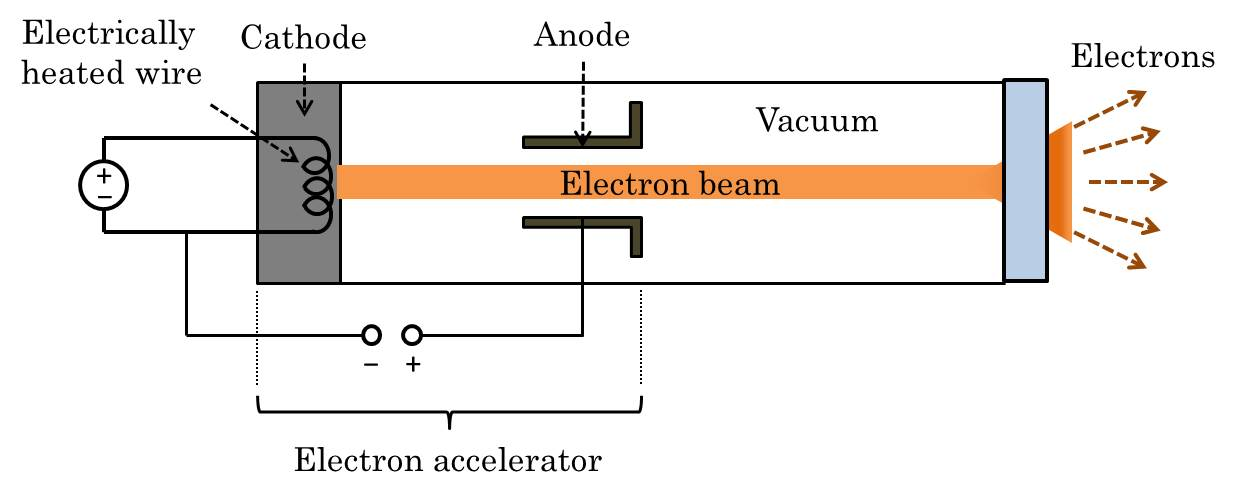 Electrically
heated wire
Cathode
Anode
Electrons
Vacuum
Electron beam
+
−
− +
Electron accelerator